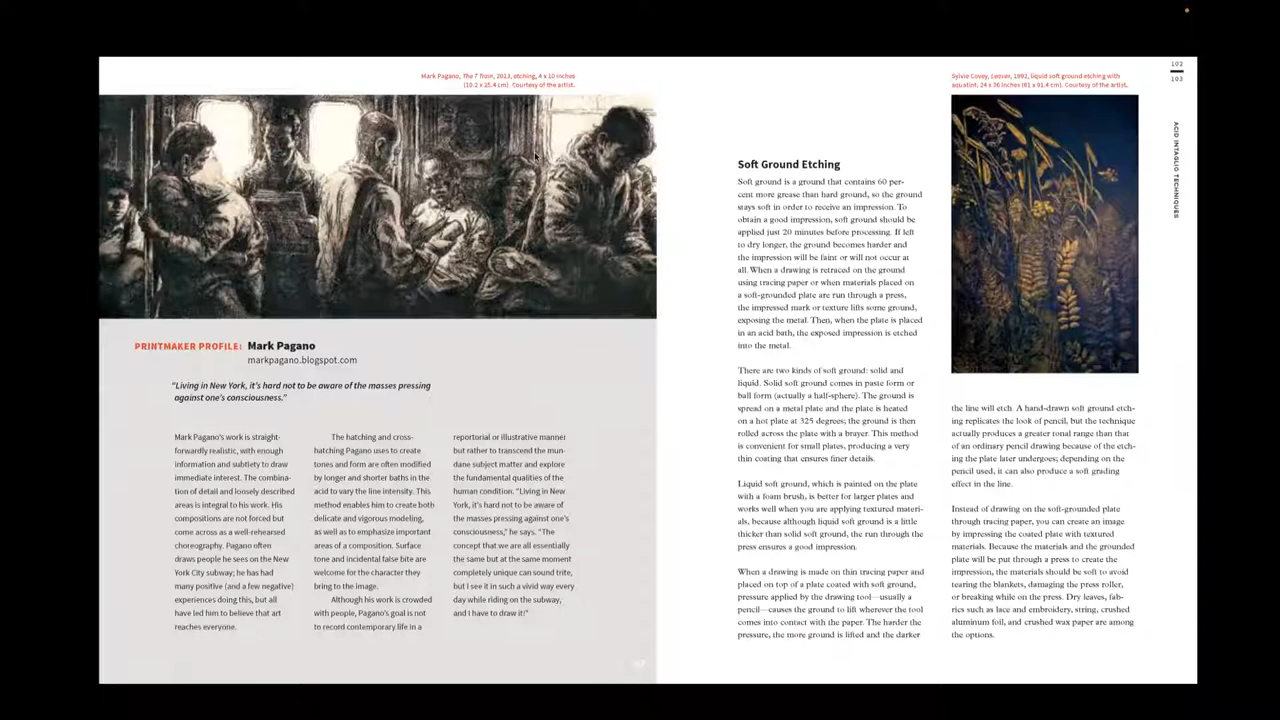 Mark Pagano, The 7 Train, 2013, etching, 4 x 10 inches
(10.2 x 25.4 cm). Courtesy of the artist.
PRINTMAKER PROFILE: Mark Pagano
markpagano.blogspot.com
"Living in New York, it's hard not to be aware of the masses pressing
against one's consciousness."
Mark Pagano's work is straight-
forwardly realistic, with enough
information and subtlety to draw
immediate interest. The combina-
tion of detail and loosely described
areas is integral to his work. His
compositions are not forced but
come across as a well-rehearsed
choreography. Pagano often
draws people he sees on the New
York City subway; he has had
many positive (and a few negative)
experiences doing this, but all
have led him to believe that art
reaches everyone.
The hatching and cross-
hatching Pagano uses to create
tones and form are often modified
by longer and shorter baths in the
acid to vary the line intensity. This
method enables him to create both
delicate and vigorous modeling,
as well as to emphasize important
areas of a composition. Surface
tone and incidental false bite are
welcome for the character they
bring to the image.
Although his work is crowded
with people, Pagano's goal is not
to record contemporary life in a
reportorial or illustrative manner
but rather to transcend the mun-
dane subject matter and explore
the fundamental qualities of the
human condition. "Living in New
York, it's hard not to be aware of
the masses pressing against one's
consciousness," he says. "The
concept that we are all essentially
the same but at the same moment
completely unique can sound trite,
but I see it in such a vivid way every
day while riding on the subway,
and I have to draw it!"
Soft Ground Etching
Soft ground is a ground that contains 60 per-
cent more grease than hard ground, so the ground
stays soft in order to receive an impression. To
obtain a good impression, soft ground should be
applied just 20 minutes before processing. If left
to dry longer, the ground becomes harder and
the impression will be faint or will not occur at
all. When a drawing is retraced on the ground
using tracing paper or when materials placed on
a soft-grounded plate are run through a press,
the impressed mark or texture lifts some ground,
exposing the metal. Then, when the plate is placed
in an acid bath, the exposed impression is etched
into the metal.
There are two kinds of soft ground: solid and
liquid. Solid soft ground comes in paste form or
ball form (actually a half-sphere). The ground is
spread on a metal plate and the plate is heated
on a hot plate at 325 degrees; the ground is then
rolled across the plate with a brayer. This method
is convenient for small plates, producing a very
thin coating that ensures finer details.
Liquid soft ground, which is painted on the plate
with a foam brush, is better for larger plates and
works well when you are applying textured materi-
als, because although liquid soft ground is a little
thicker than solid soft ground, the run through the
press ensures a good impression.
When a drawing is made on thin tracing paper and
placed on top of a plate coated with soft ground,
pressure applied by the drawing tool—usually a
pencil—causes the ground to lift wherever the tool
comes into contact with the paper. The harder the
pressure, the more ground is lifted and the darker
Sylvie Covey, Leaves, 1992, liquid soft ground etching with
aquatint, 24 x 36 inches (61 x 91.4 cm). Courtesy of the artist.
the line will etch. A hand-drawn soft ground etch-
ing replicates the look of pencil, but the technique
actually produces a greater tonal range than that
of an ordinary pencil drawing because of the etch-
ing the plate later undergoes; depending on the
pencil used, it can also produce a soft grading
effect in the line.
Instead of drawing on the soft-grounded plate
through tracing paper, you can create an image
by impressing the coated plate with textured
materials. Because the materials and the grounded
plate will be put through a press to create the
impression, the materials should be soft to avoid
tearing the blankets, damaging the press roller,
or breaking while on the press. Dry leaves, fab-
rics such as lace and embroidery, string, crushed
aluminum foil, and crushed wax paper are among
the options.
102
103
ACID INTAGLIO TECHNIQUES